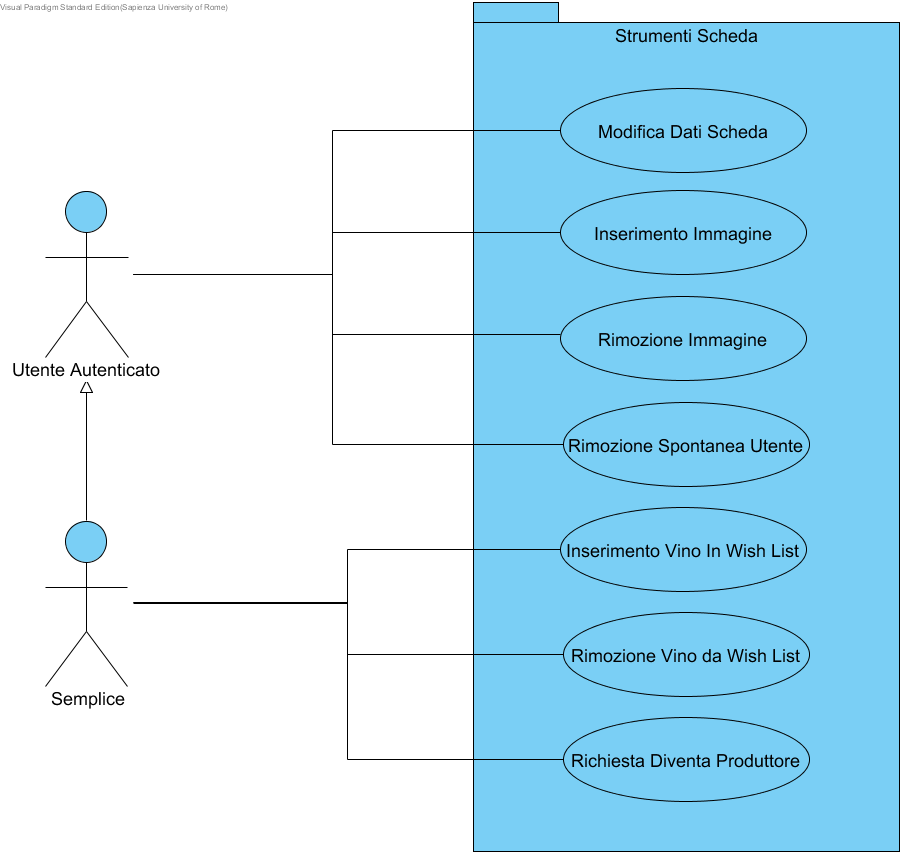 Visual Paradigm Standard Edition(Sapienza University of Rome)
Strumenti Scheda
Modifica Dati Scheda
Inserimento Immagine
Rimozione Immagine
Utente Autenticato
Rimozione Spontanea Utente
Inserimento Vino In Wish List
Rimozione Vino da Wish List
Semplice
Richiesta Diventa Produttore